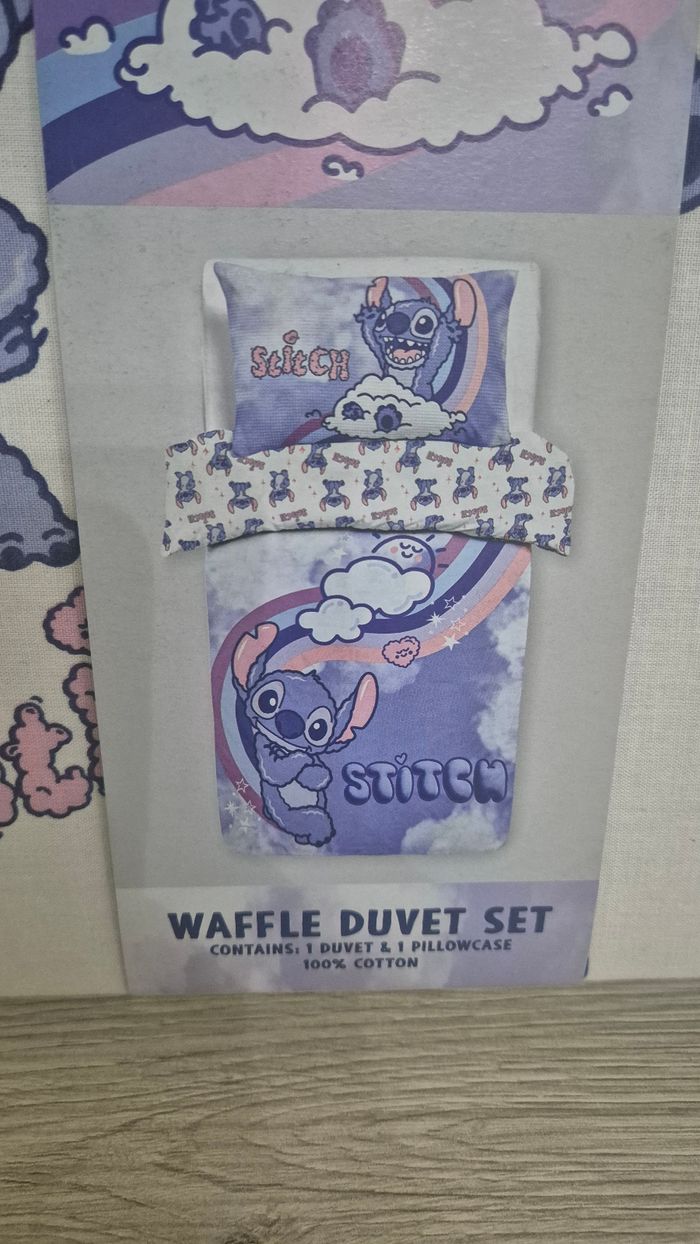 StitCH
STiTCH
WAFFLE DUVET SET
CONTAINS: 1 DUVET & 1 PILLOWCASE
100% COTTON